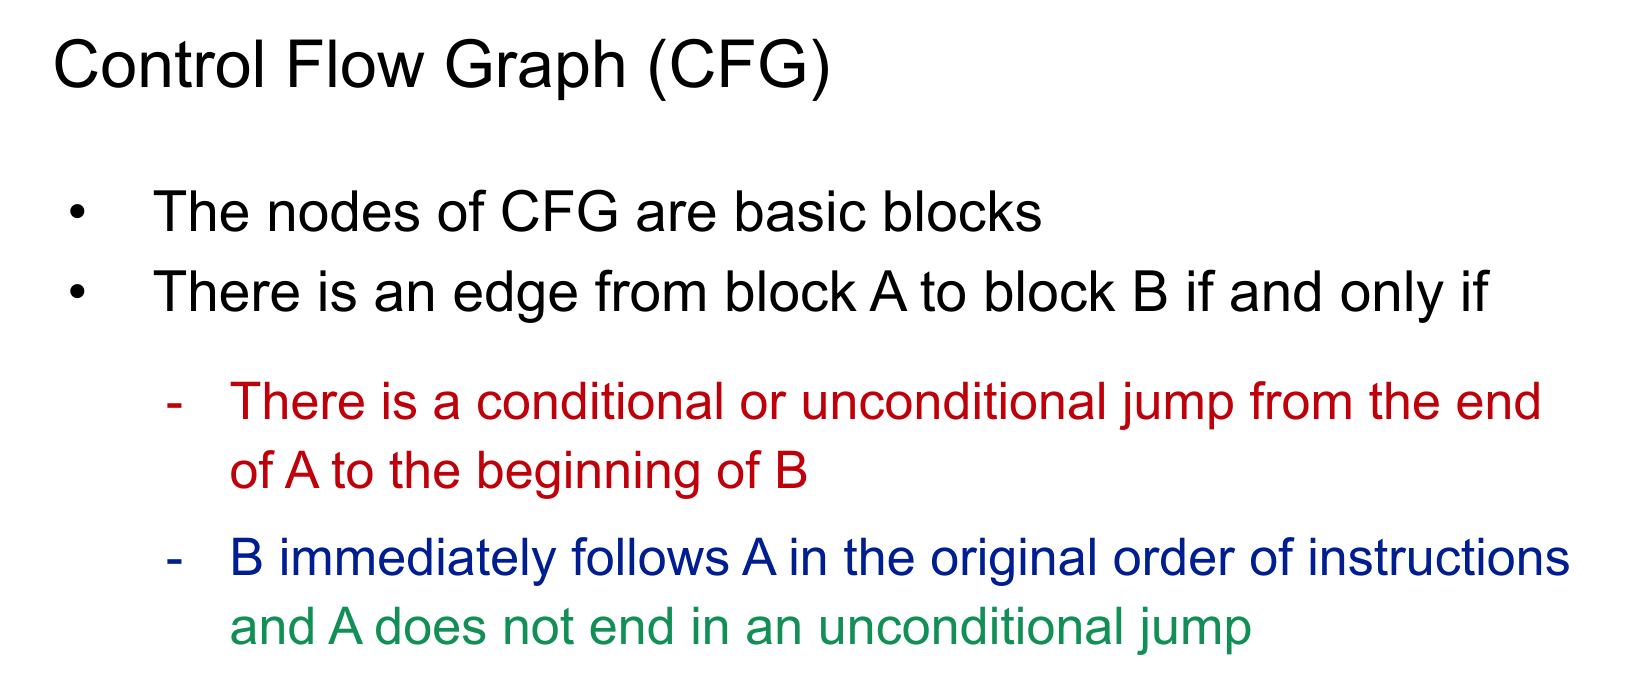 Control Flow Graph (CFG)
• The nodes of CFG are basic blocks
• There is an edge from block A to block B if and only if
- There is a conditional or unconditional jump from the end
of A to the beginning of B
- B immediately follows A in the original order of instructions
and A does not end in an unconditional jump